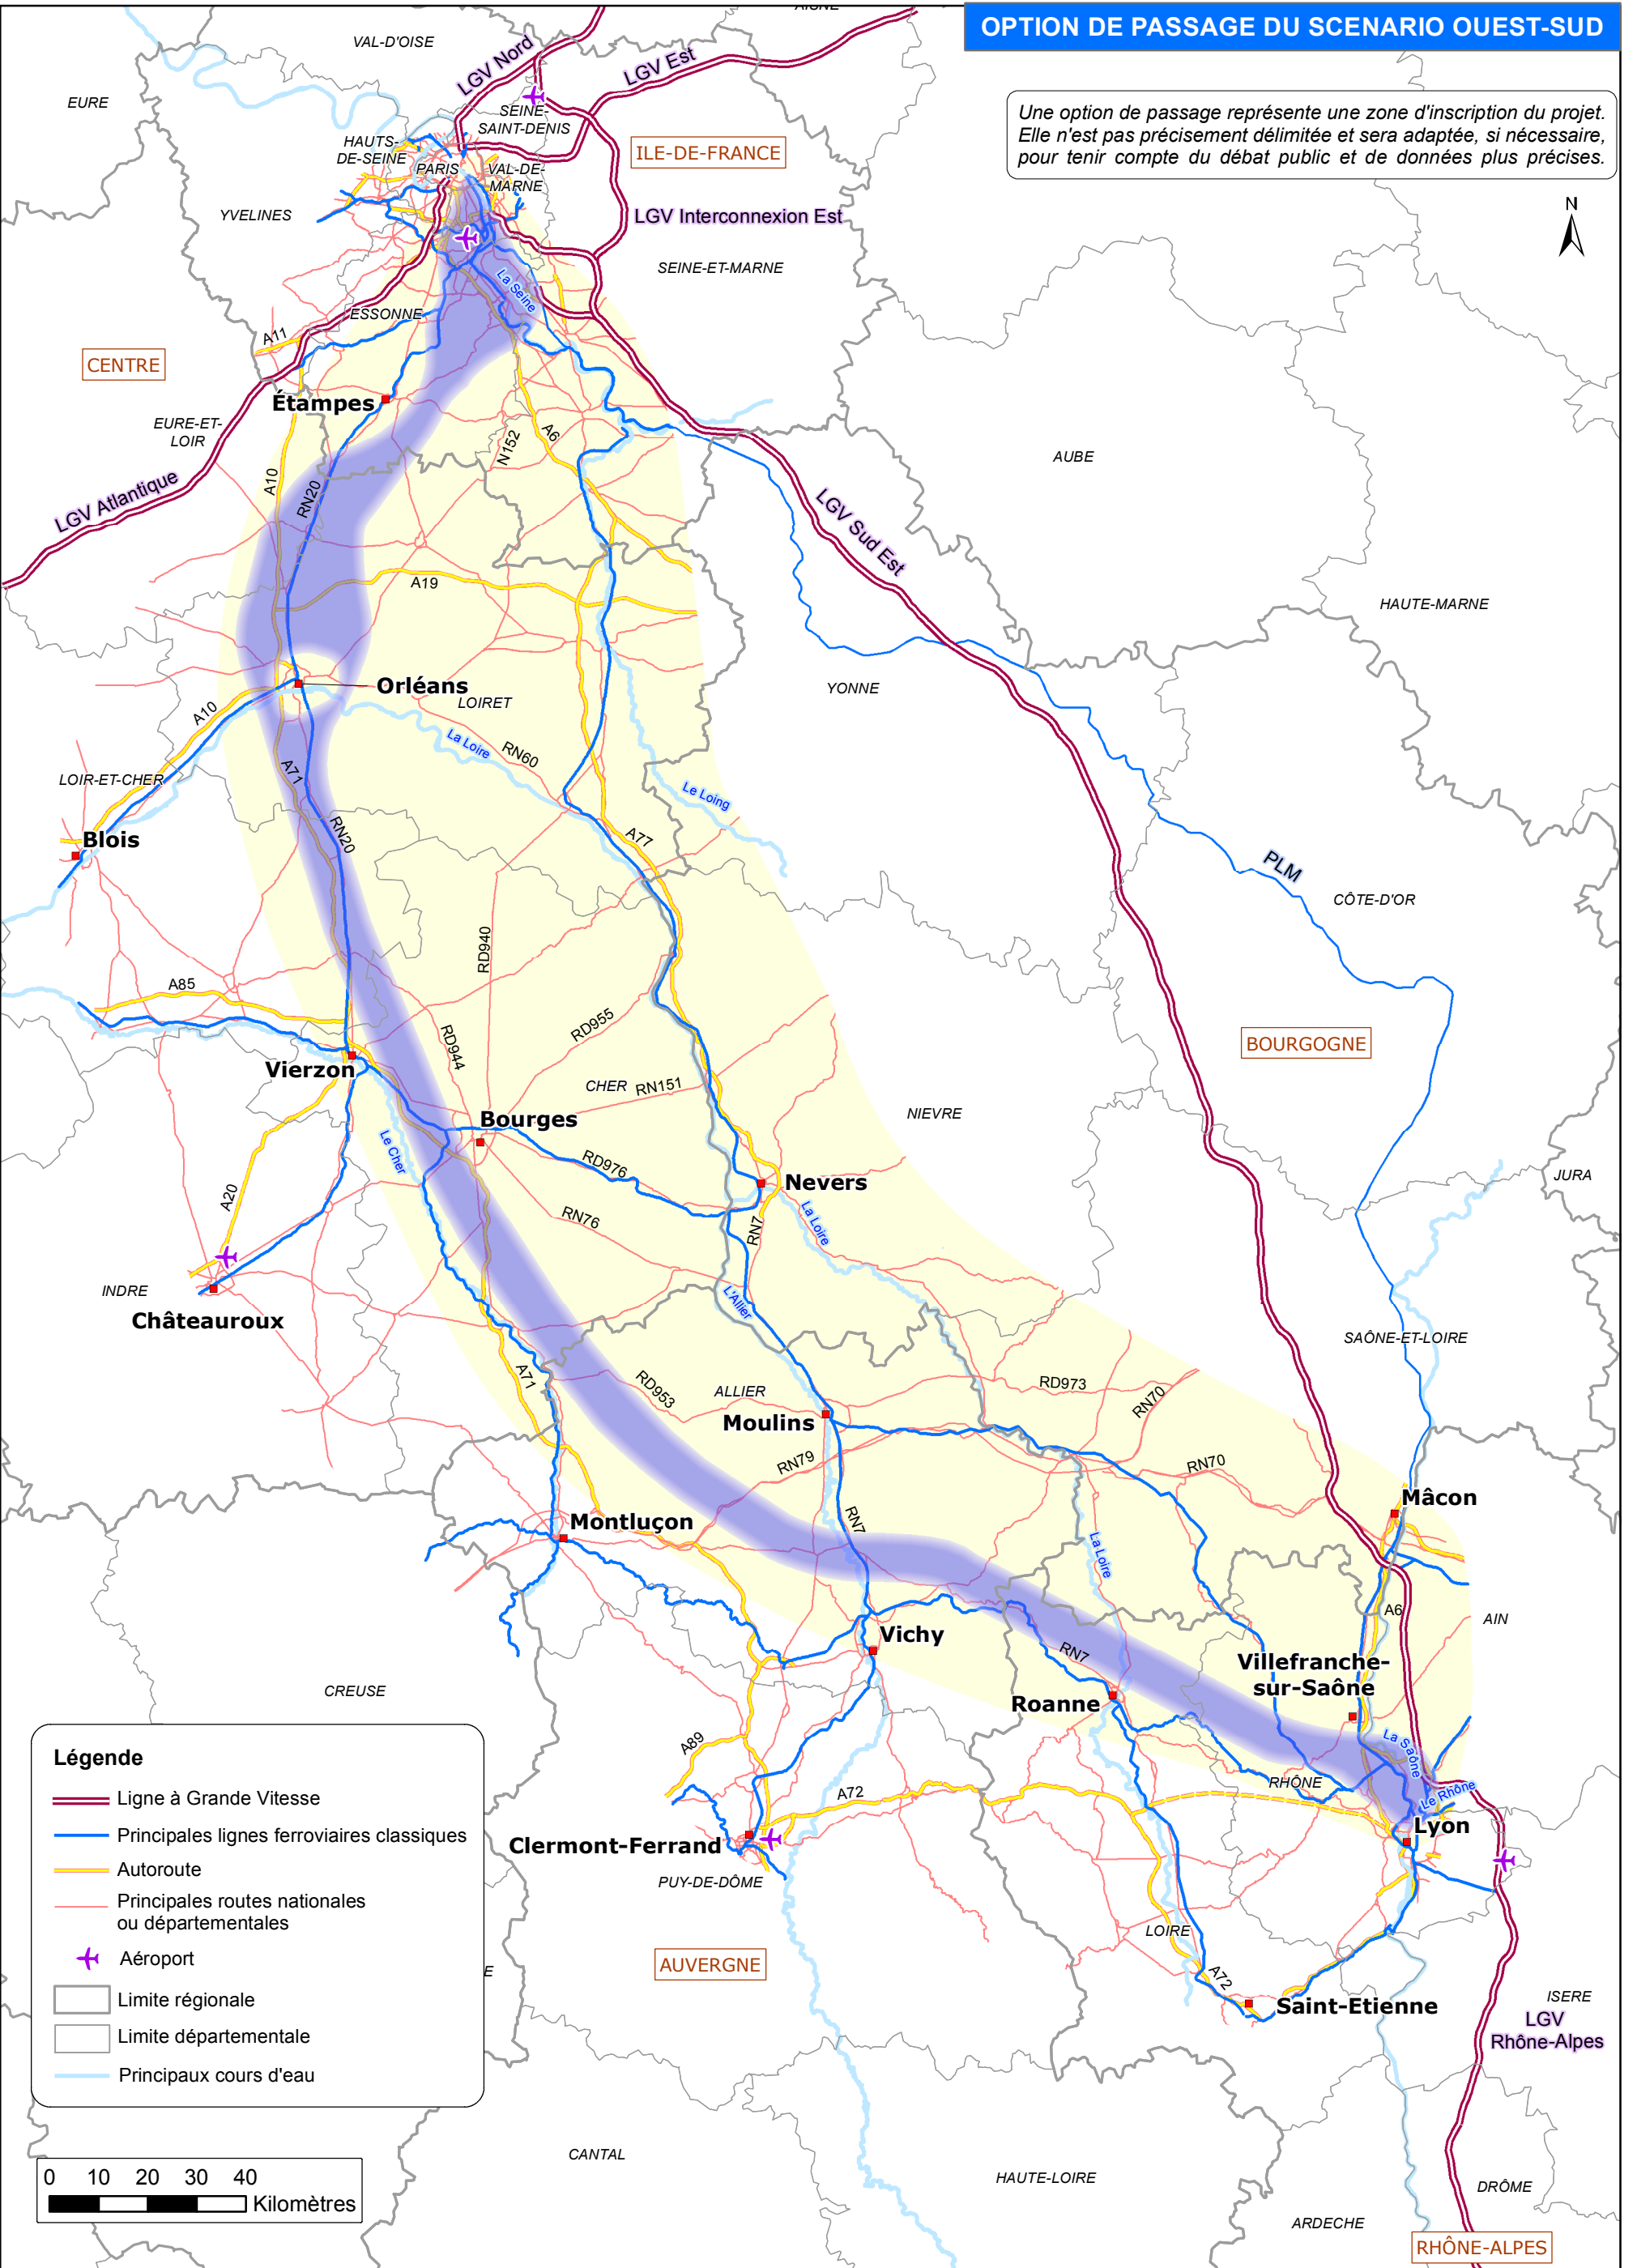 AISNE
OPTION DE PASSAGE DU SCENARIO OUEST-SUD
VAL-D'OISE
LGV Nord
LGV Est
EURE
Une option de passage représente une zone d'inscription du projet.
Elle n'est pas précisement délimitée et sera adaptée, si nécessaire,
pour tenir compte du débat public et de données plus précises.
SEINE-
SAINT-DENIS
HAUTS-
DE-SEINE
ILE-DE-FRANCE
PARIS
VAL-DE-
MARNE
YVELINES
LGV Interconnexion Est
N
SEINE-ET-MARNE
La Seine
ESSONNE
A11
CENTRE
Étampes
EURE-ET-
LOIR
A6
N152
AUBE
A10
RN20
LGV Atlantique
LGV Sud Est
A19
HAUTE-MARNE
Orléans
LOIRET
YONNE
A10
La Loire
RN60
A71
LOIR-ET-CHER
Le Loing
RN20
Blois
A77
PLM
CÔTE-D'OR
RD940
A85
RD955
RD944
BOURGOGNE
Vierzon
CHER
RN151
Bourges
NIEVRE
Le Cher
RD976
Nevers
JURA
A20
RN76
RN7
La Loire
INDRE
L'Allier
Châteauroux
SAÔNE-ET-LOIRE
A71
RD953
ALLIER
RD973
RN70
Moulins
RN79
RN70
Mâcon
Montluçon
RN7
La Loire
A6
AIN
Vichy
RN7
Villefranche-
sur-Saône
CREUSE
Roanne
A89
La Saône
RHÔNE
Le Rhône
A72
Lyon
Clermont-Ferrand
PUY-DE-DÔME
LOIRE
AUVERGNE
A72
E
ISERE
Saint-Etienne
LGV
Rhône-Alpes
Légende
Ligne à Grande Vitesse
Principales lignes ferroviaires classiques
Autoroute
Principales routes nationales
ou départementales
Aéroport
Limite régionale
Limite départementale
Principaux cours d'eau
CANTAL
HAUTE-LOIRE
DRÔME
0 10 20 30 40
Kilomètres
ARDECHE
RHÔNE-ALPES